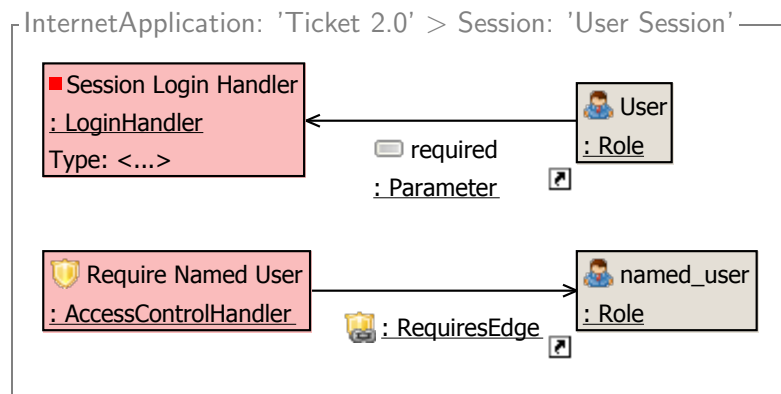 InternetApplication: 'Ticket 2.0' > Session: 'User Session'
Session Login Handler
: LoginHandler
Type: <...>
required
: Parameter
User
: Role
Require Named User
: AccessControlHandler
: RequiresEdge
named_user
: Role